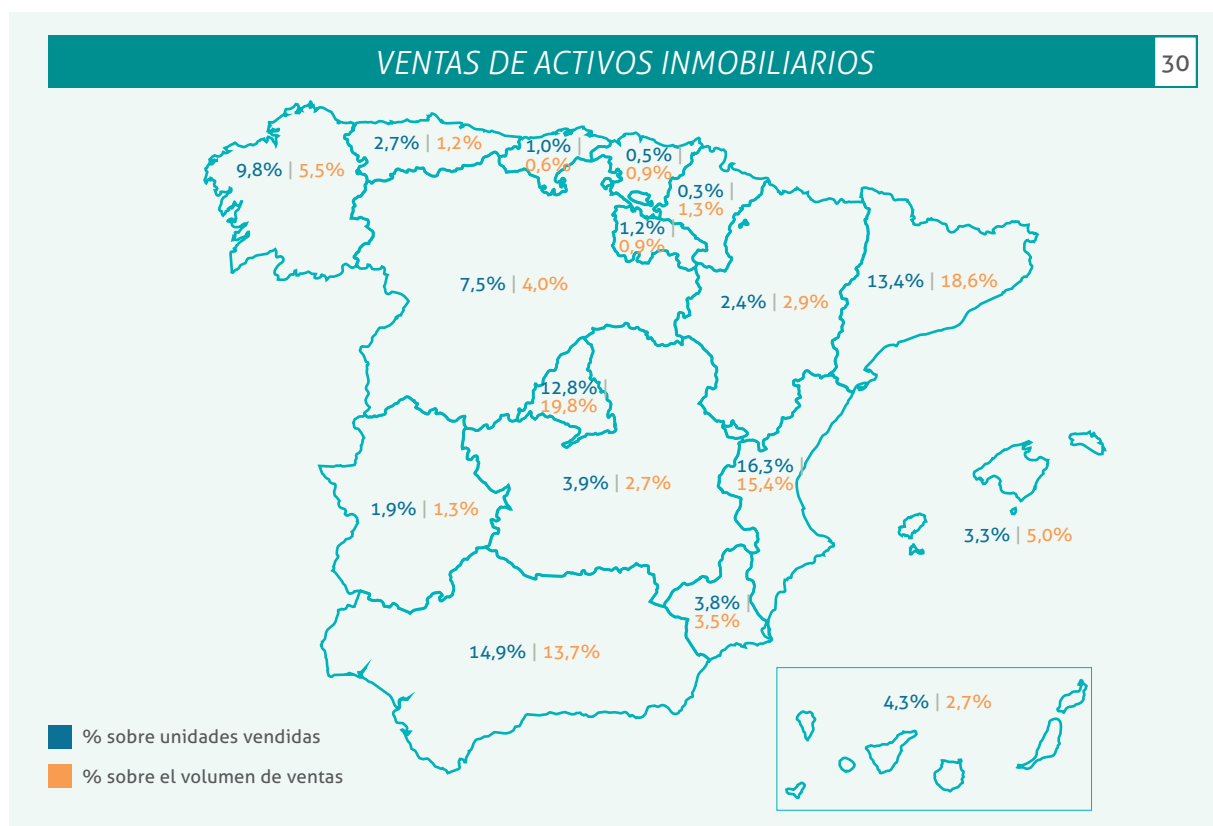 VENTAS DE ACTIVOS INMOBILIARIOS
30
2,7% | 1,2%
1,0% |
0,6%
0,5% |
0,9%
9,8% | 5,5%
0,3% |
1,3%
1,2% |
0,9%
7,5% | 4,0%
2,4% | 2,9%
13,4% | 18,6%
12,8% |
19,8%
16,3% |
15,4%
3,9% | 2,7%
1,9% | 1,3%
3,3% | 5,0%
3,8% |
3,5%
14,9% | 13,7%
4,3% | 2,7%
% sobre unidades vendidas
% sobre el volumen de ventas